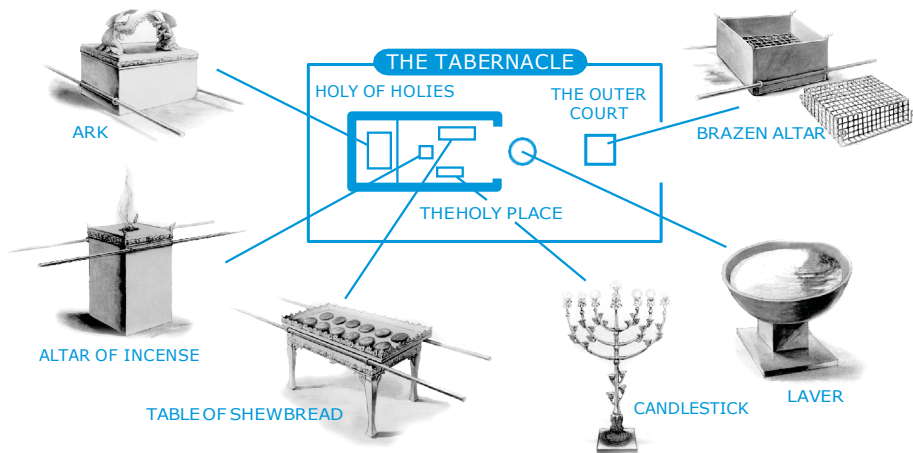 THE TABERNACLE
HOLY OF HOLIES
THE OUTER
COURT
ARK
BRAZEN ALTAR
THEHOLY PLACE
ALTAR OF INCENSE
TABLE OF SHEWBREAD
CANDLESTICK
LAVER